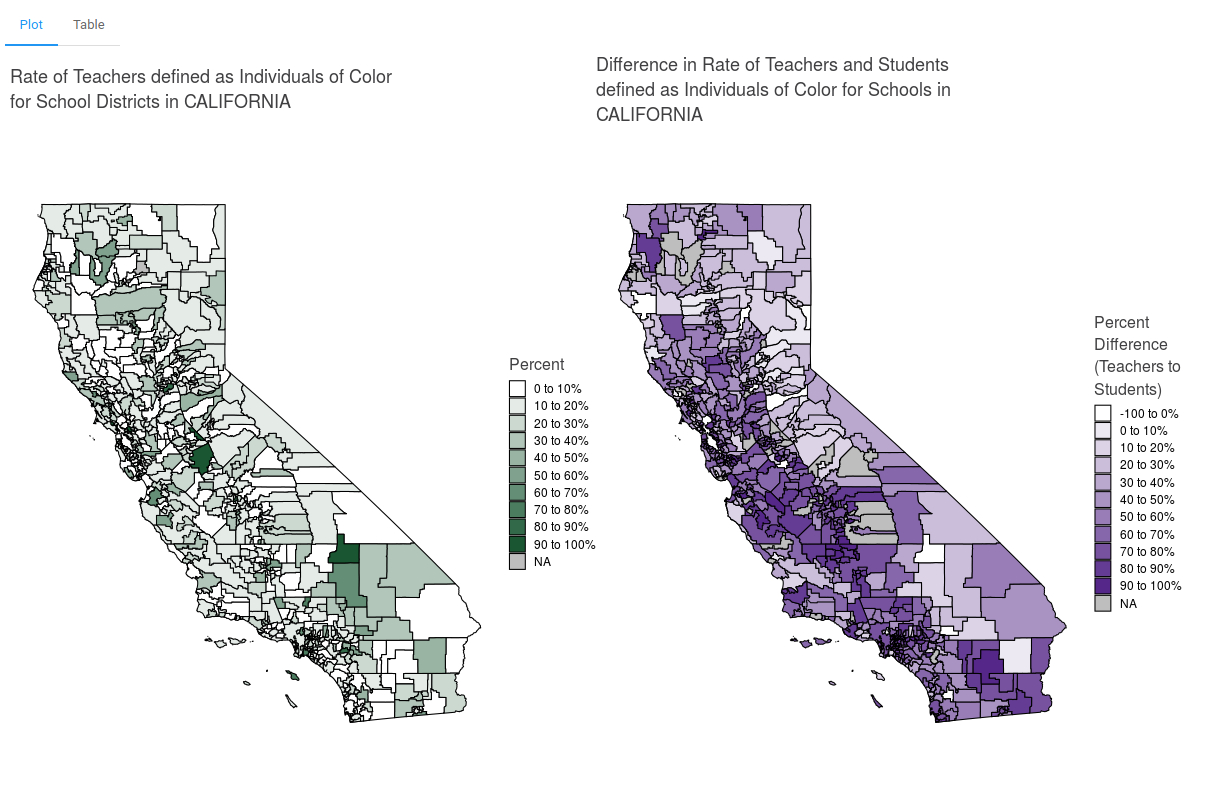 Plot
Table
Rate of Teachers defined as Individuals of Color
for School Districts in CALIFORNIA
Difference in Rate of Teachers and Students
defined as Individuals of Color for Schools in
CALIFORNIA
Percent
0 to 10%
10 to 20%
20 to 30%
30 to 40%
40 to 50%
50 to 60%
60 to 70%
70 to 80%
80 to 90%
90 to 100%
NA
Percent
Difference
(Teachers to
Students)
-100 to 0%
0 to 10%
10 to 20%
20 to 30%
30 to 40%
40 to 50%
50 to 60%
60 to 70%
70 to 80%
80 to 90%
90 to 100%
NA